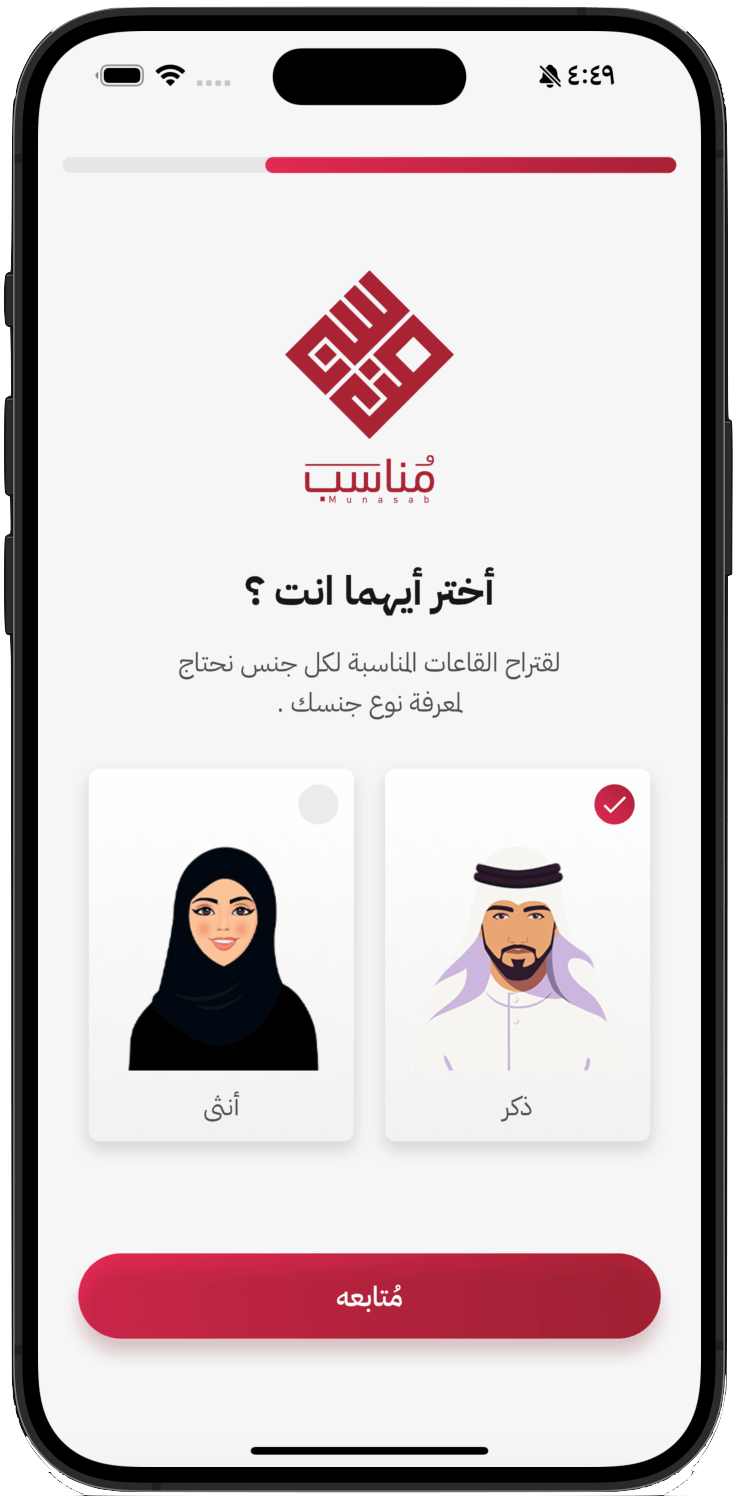 ٤:٤٩
مُناسب
Munasab
أختر أيهما انت ؟
لقتراح القاعات المناسبة لكل جنس نحتاج
لمعرفة نوع جنسك .
ذكر
أنثى
مُتابعه